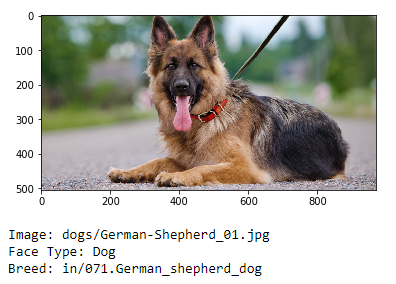 0
100
200
300
400
500
0 200 400 600 800
Image: dogs/German-Shepherd_01.jpg
Face Type: Dog
Breed: in/071.German_shepherd_dog